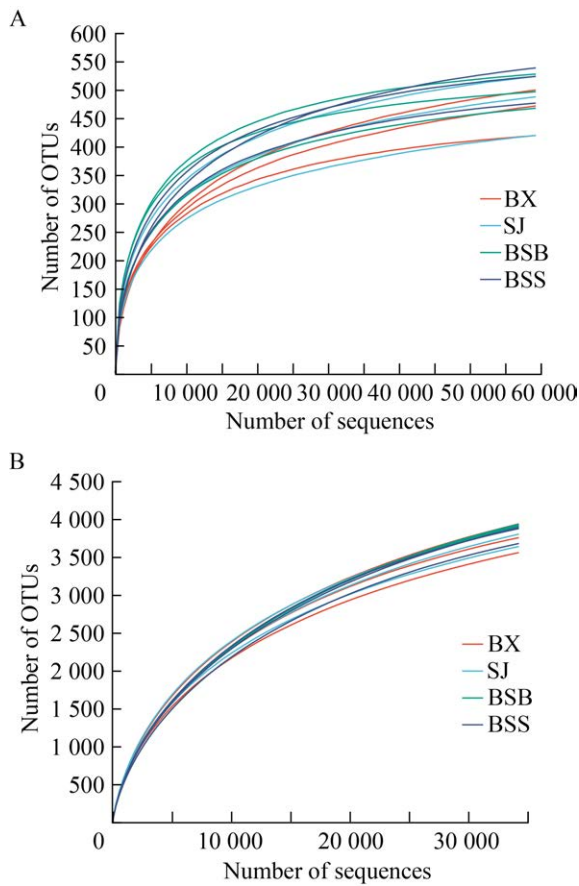 A
600
550
500
450
400
350
300
250
200
150
100
50
Number of OTUs
BX
SJ
BSB
BSS
0 10 000 20 000 30 000 40 000 50 000 60 000
Number of sequences
B
4 500
4 000
3 500
3 000
2 500
2 000
1 500
1 000
500
Number of OTUs
BX
SJ
BSB
BSS
0 10 000 20 000 30 000
Number of sequences